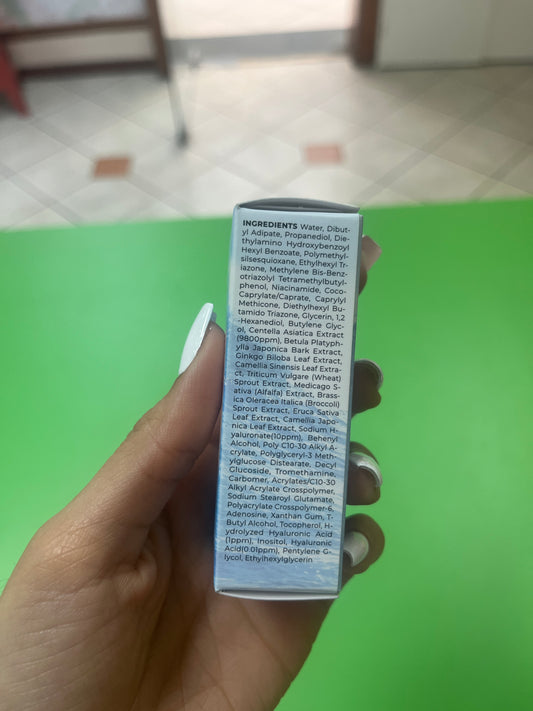 INGREDIENTS Water, Dibut-
yl Adipate, Propanediol, Die-
thylamino Hydroxybenzoyl
Hexyl Benzoate, Polymethyl-
silsesquioxane, Ethylhexyl Tr-
iazone, Methylene Bis-Benz-
otriazolyl Tetramethylbutyl-
phenol, Niacinamide, Coco-
Caprylate/Caprate, Caprylyl
Methicone, Diethylhexyl Bu-
tamido Triazone, Glycerin, 1,2
-Hexanediol, Butylene Glyc-
ol, Centella Asiatica Extract
(9800ppm), Betula Platyph-
ylla Japonica Bark Extract,
Ginkgo Biloba Leaf Extract,
Camellia Sinensis Leaf Extra-
ct, Triticum Vulgare (Wheat)
Sprout Extract, Medicago S-
ativa (Alfalfa) Extract, Brass-
ica Oleracea Italica (Broccoli)
Sprout Extract, Eruca Sativa
Leaf Extract, Camellia Japo-
nica Leaf Extract, Sodium H-
yaluronate(10ppm), Behenyl
Alcohol, Poly C10-30 Alkyl A-
crylate, Polyglyceryl-3 Meth-
ylglucose Distearate, Decyl
Glucoside, Tromethamine,
Carbomer, Acrylates/C10-30
Alkyl Acrylate Crosspolymer,
Sodium Stearoyl Glutamate,
Polyacrylate Crosspolymer-6,
Adenosine, Xanthan Gum, T-
Butyl Alcohol, Tocopherol, H-
ydrolyzed Hyaluronic Acid
(1ppm), Inositol, Hyaluronic
Acid(0.01ppm), Pentylene G-
lycol, Ethylhexylglycerin